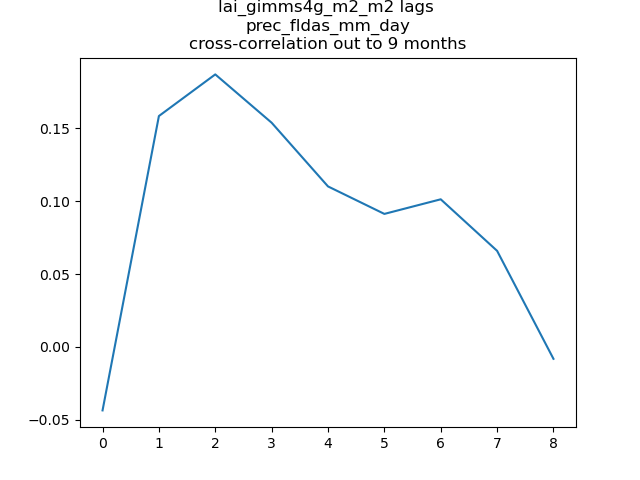 lai_gimms4g_m2_m2 lags
prec_fldas_mm_day
cross-correlation out to 9 months
0.15
0.10
0.05
0.00
−0.05
0 1 2 3 4 5 6 7 8